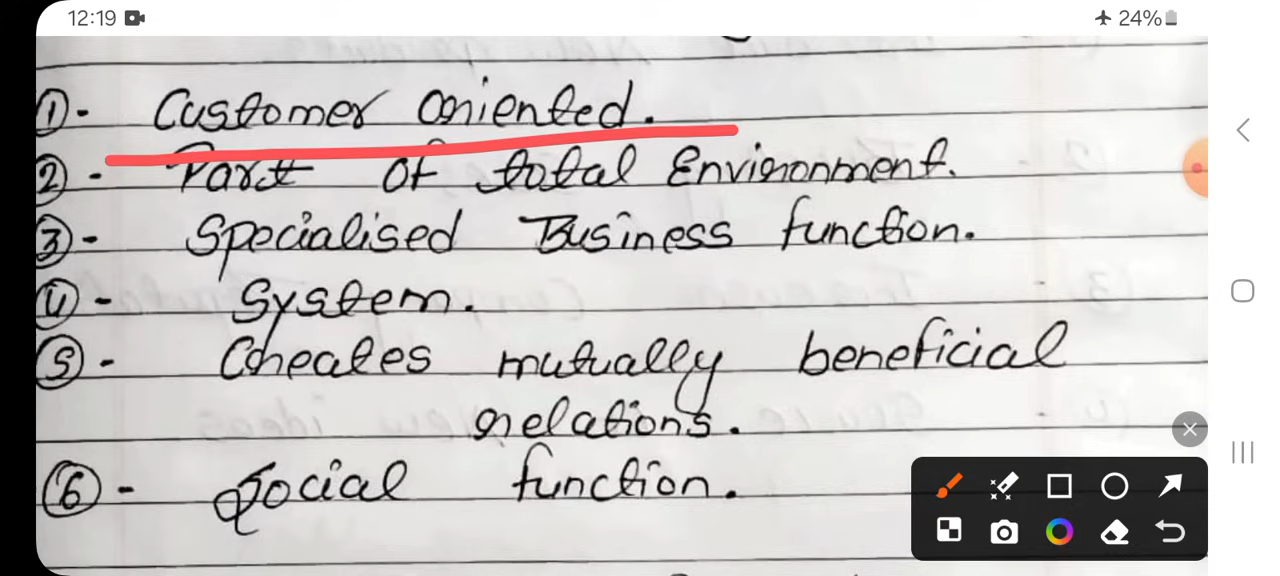 12:19 24%
①- Customer oriented.
②- Part of total Environment.
③- Specialised Business function.
④- System.
⑤- Creates mutually beneficial
relations.
⑥- Social function.